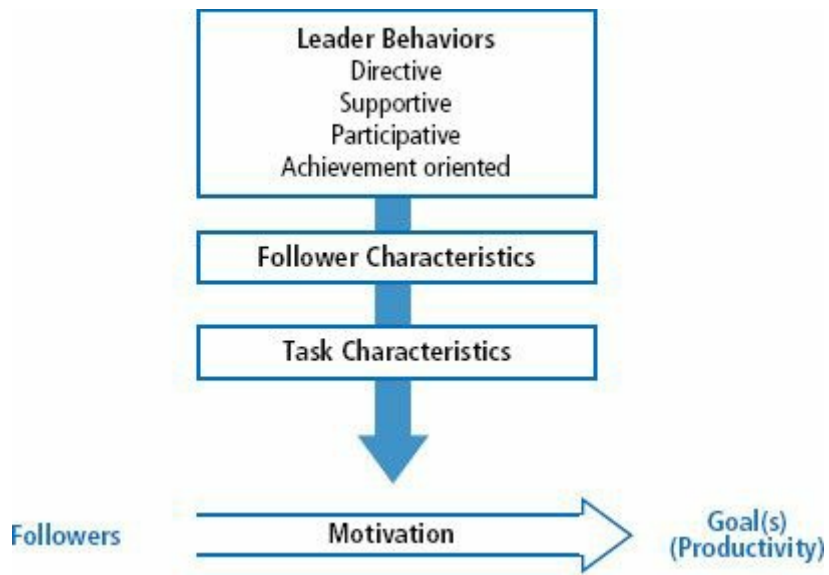 Leader Behaviors
Directive
Supportive
Participative
Achievement oriented
Follower Characteristics
Task Characteristics
Followers
Motivation
Goal(s)
(Productivity)